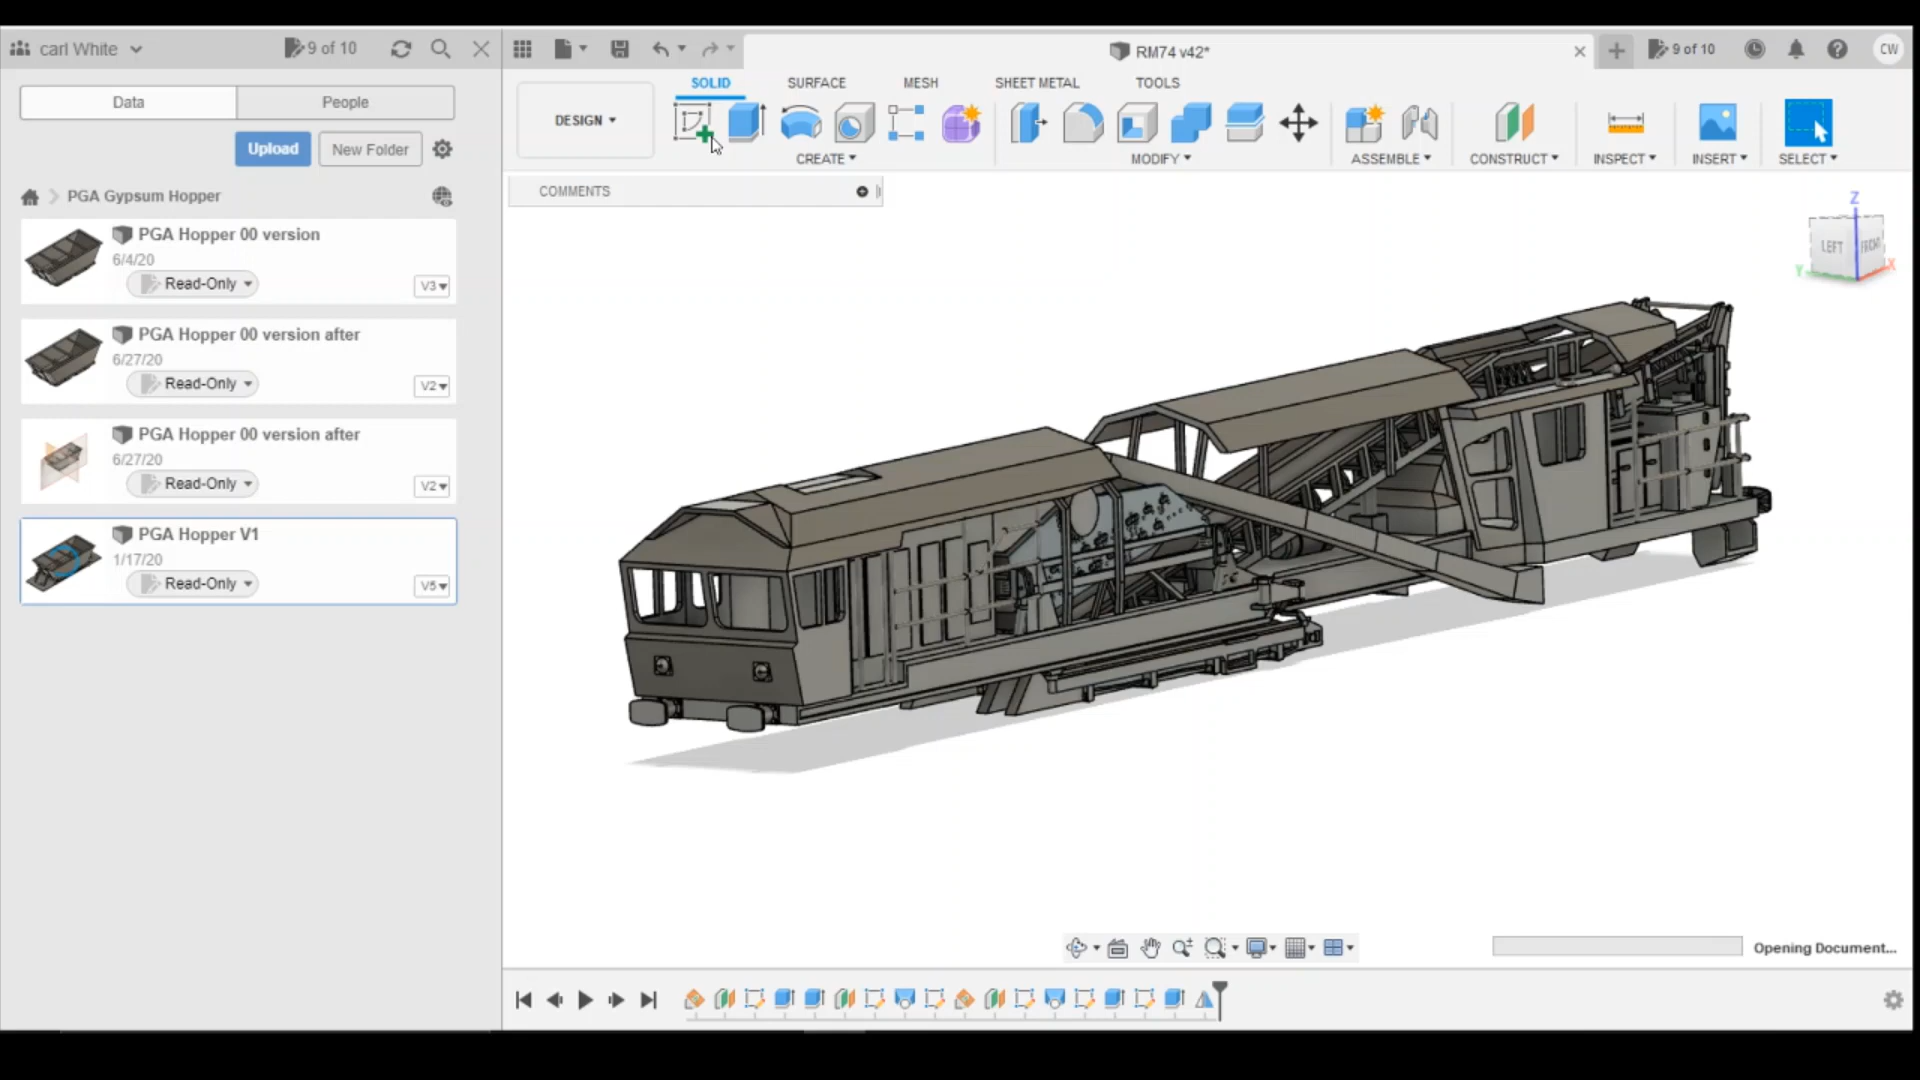 carl White
9 of 10
RM74 v42*
9 of 10
CW
Data
People
SOLID
SURFACE
MESH
SHEET METAL
TOOLS
DESIGN
Upload
New Folder
CREATE
MODIFY
ASSEMBLE
CONSTRUCT
INSPECT
INSERT
SELECT
COMMENTS
PGA Gypsum Hopper
PGA Hopper 00 version
6/4/20
Read-Only
V3
PGA Hopper 00 version after
6/27/20
Read-Only
V2
PGA Hopper 00 version after
6/27/20
Read-Only
V2
PGA Hopper V1
1/17/20
Read-Only
V5
Z
LEFT
FRONT
Y
X
Opening Document...